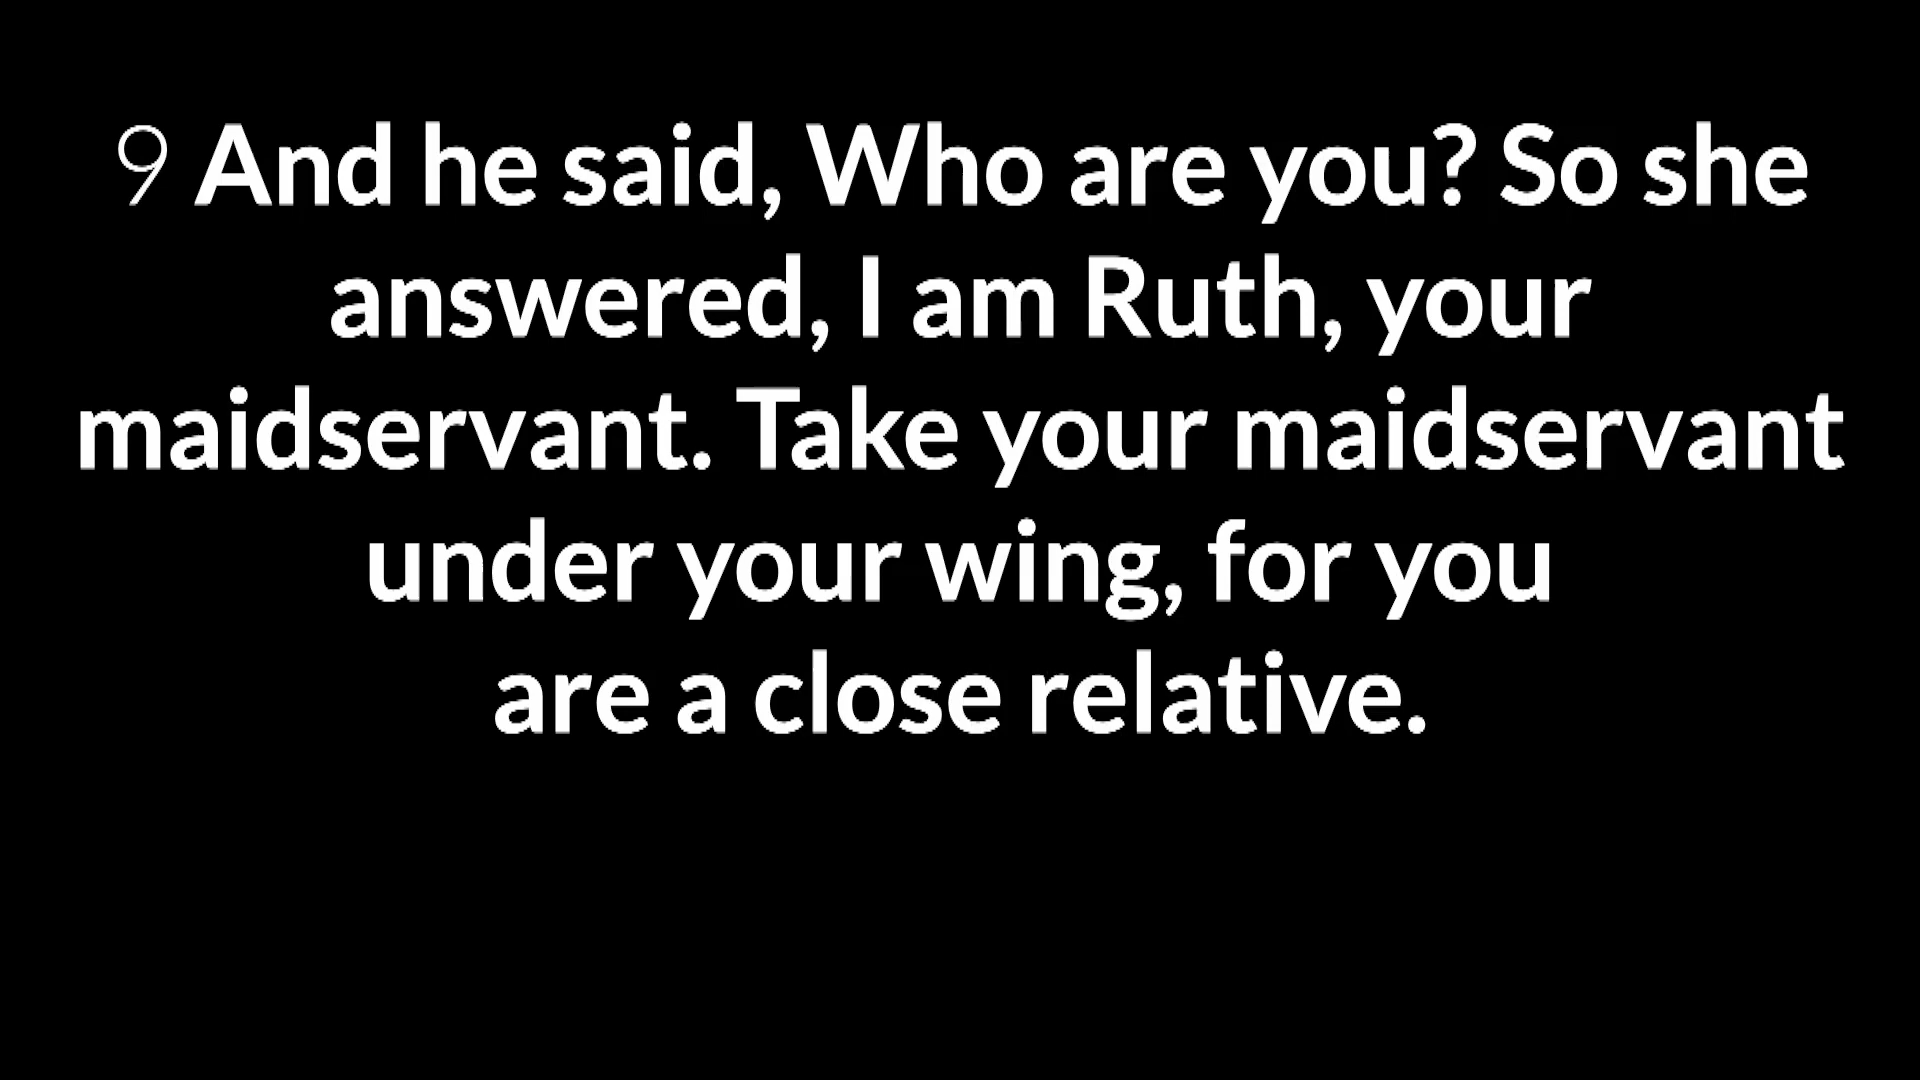 9 And he said, Who are you? So she
answered, I am Ruth, your
maidservant. Take your maidservant
under your wing, for you
are a close relative.